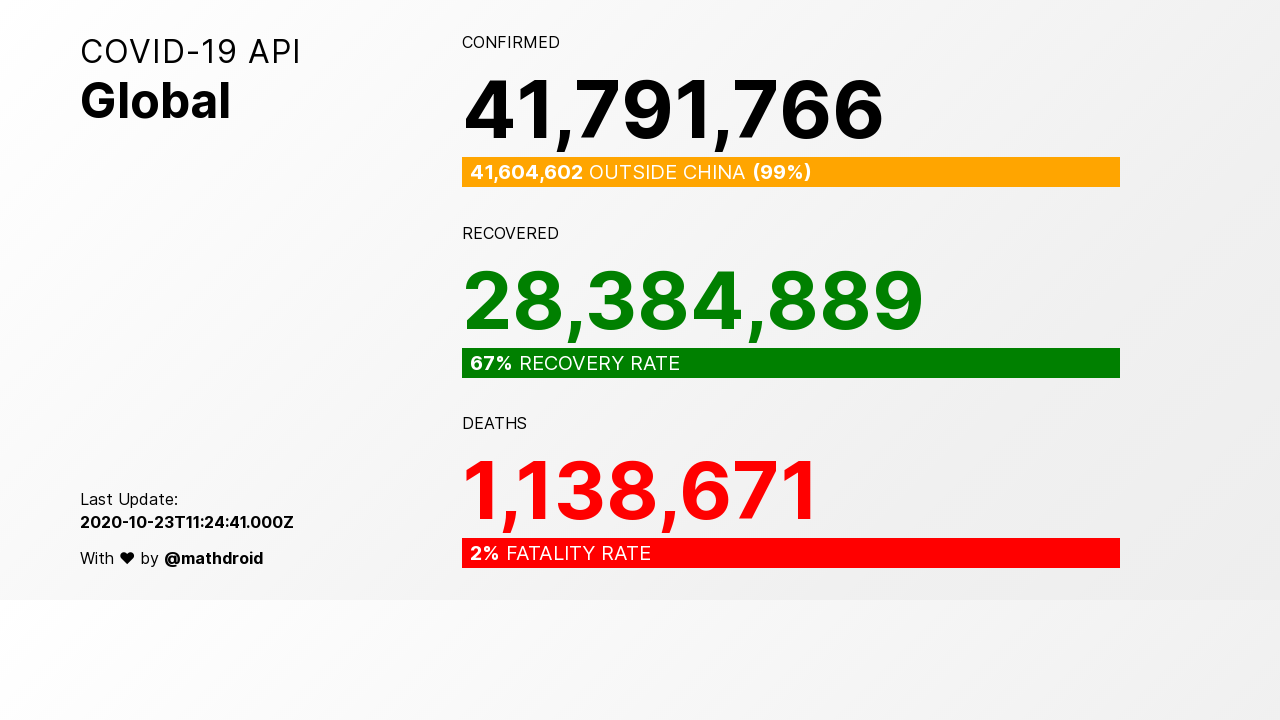 COVID-19 API
Global
CONFIRMED
41,791,766
41,604,602 OUTSIDE CHINA (99%)
RECOVERED
28,384,889
67% RECOVERY RATE
DEATHS
1,138,671
2% FATALITY RATE
Last Update:
2020-10-23T11:24:41.000Z
With ♥ by @mathdroid